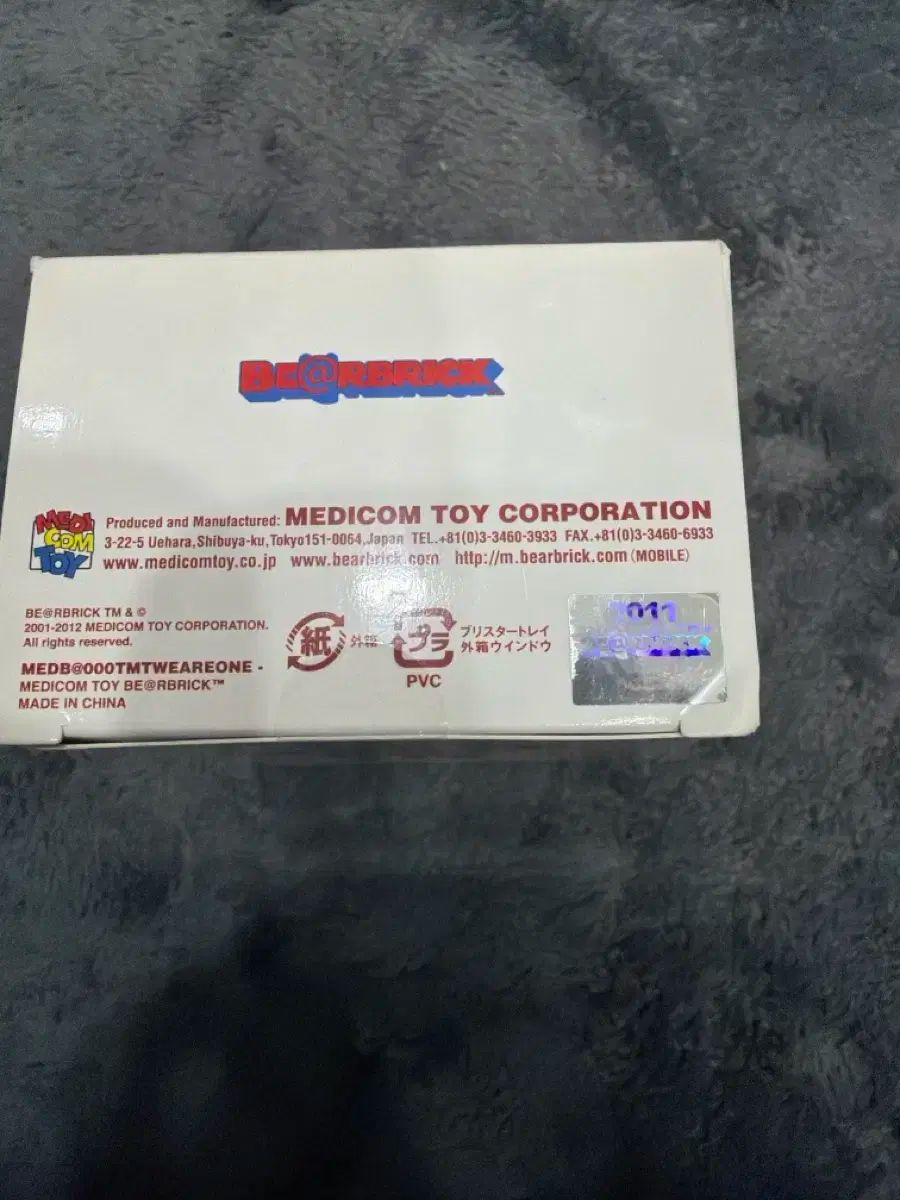 BE@RBRICK
MEDI
COM
TOY
Produced and Manufactured: MEDICOM TOY CORPORATION
3-22-5 Uehara,Shibuya-ku,Tokyo151-0064,Japan TEL.+81(0)3-3460-3933 FAX.+81(0)3-3460-6933
www.medicomtoy.co.jp www.bearbrick.com http://m.bearbrick.com (MOBILE)
BE@RBRICK TM & ©
2001-2012 MEDICOM TOY CORPORATION.
All rights reserved.
MEDB@000TMTWEAREONE -
MEDICOM TOY BE@RBRICK™
MADE IN CHINA
紙 外箱
プラ
PVC
ブリスタートレイ
外箱ウインドウ
BE@RBRICK